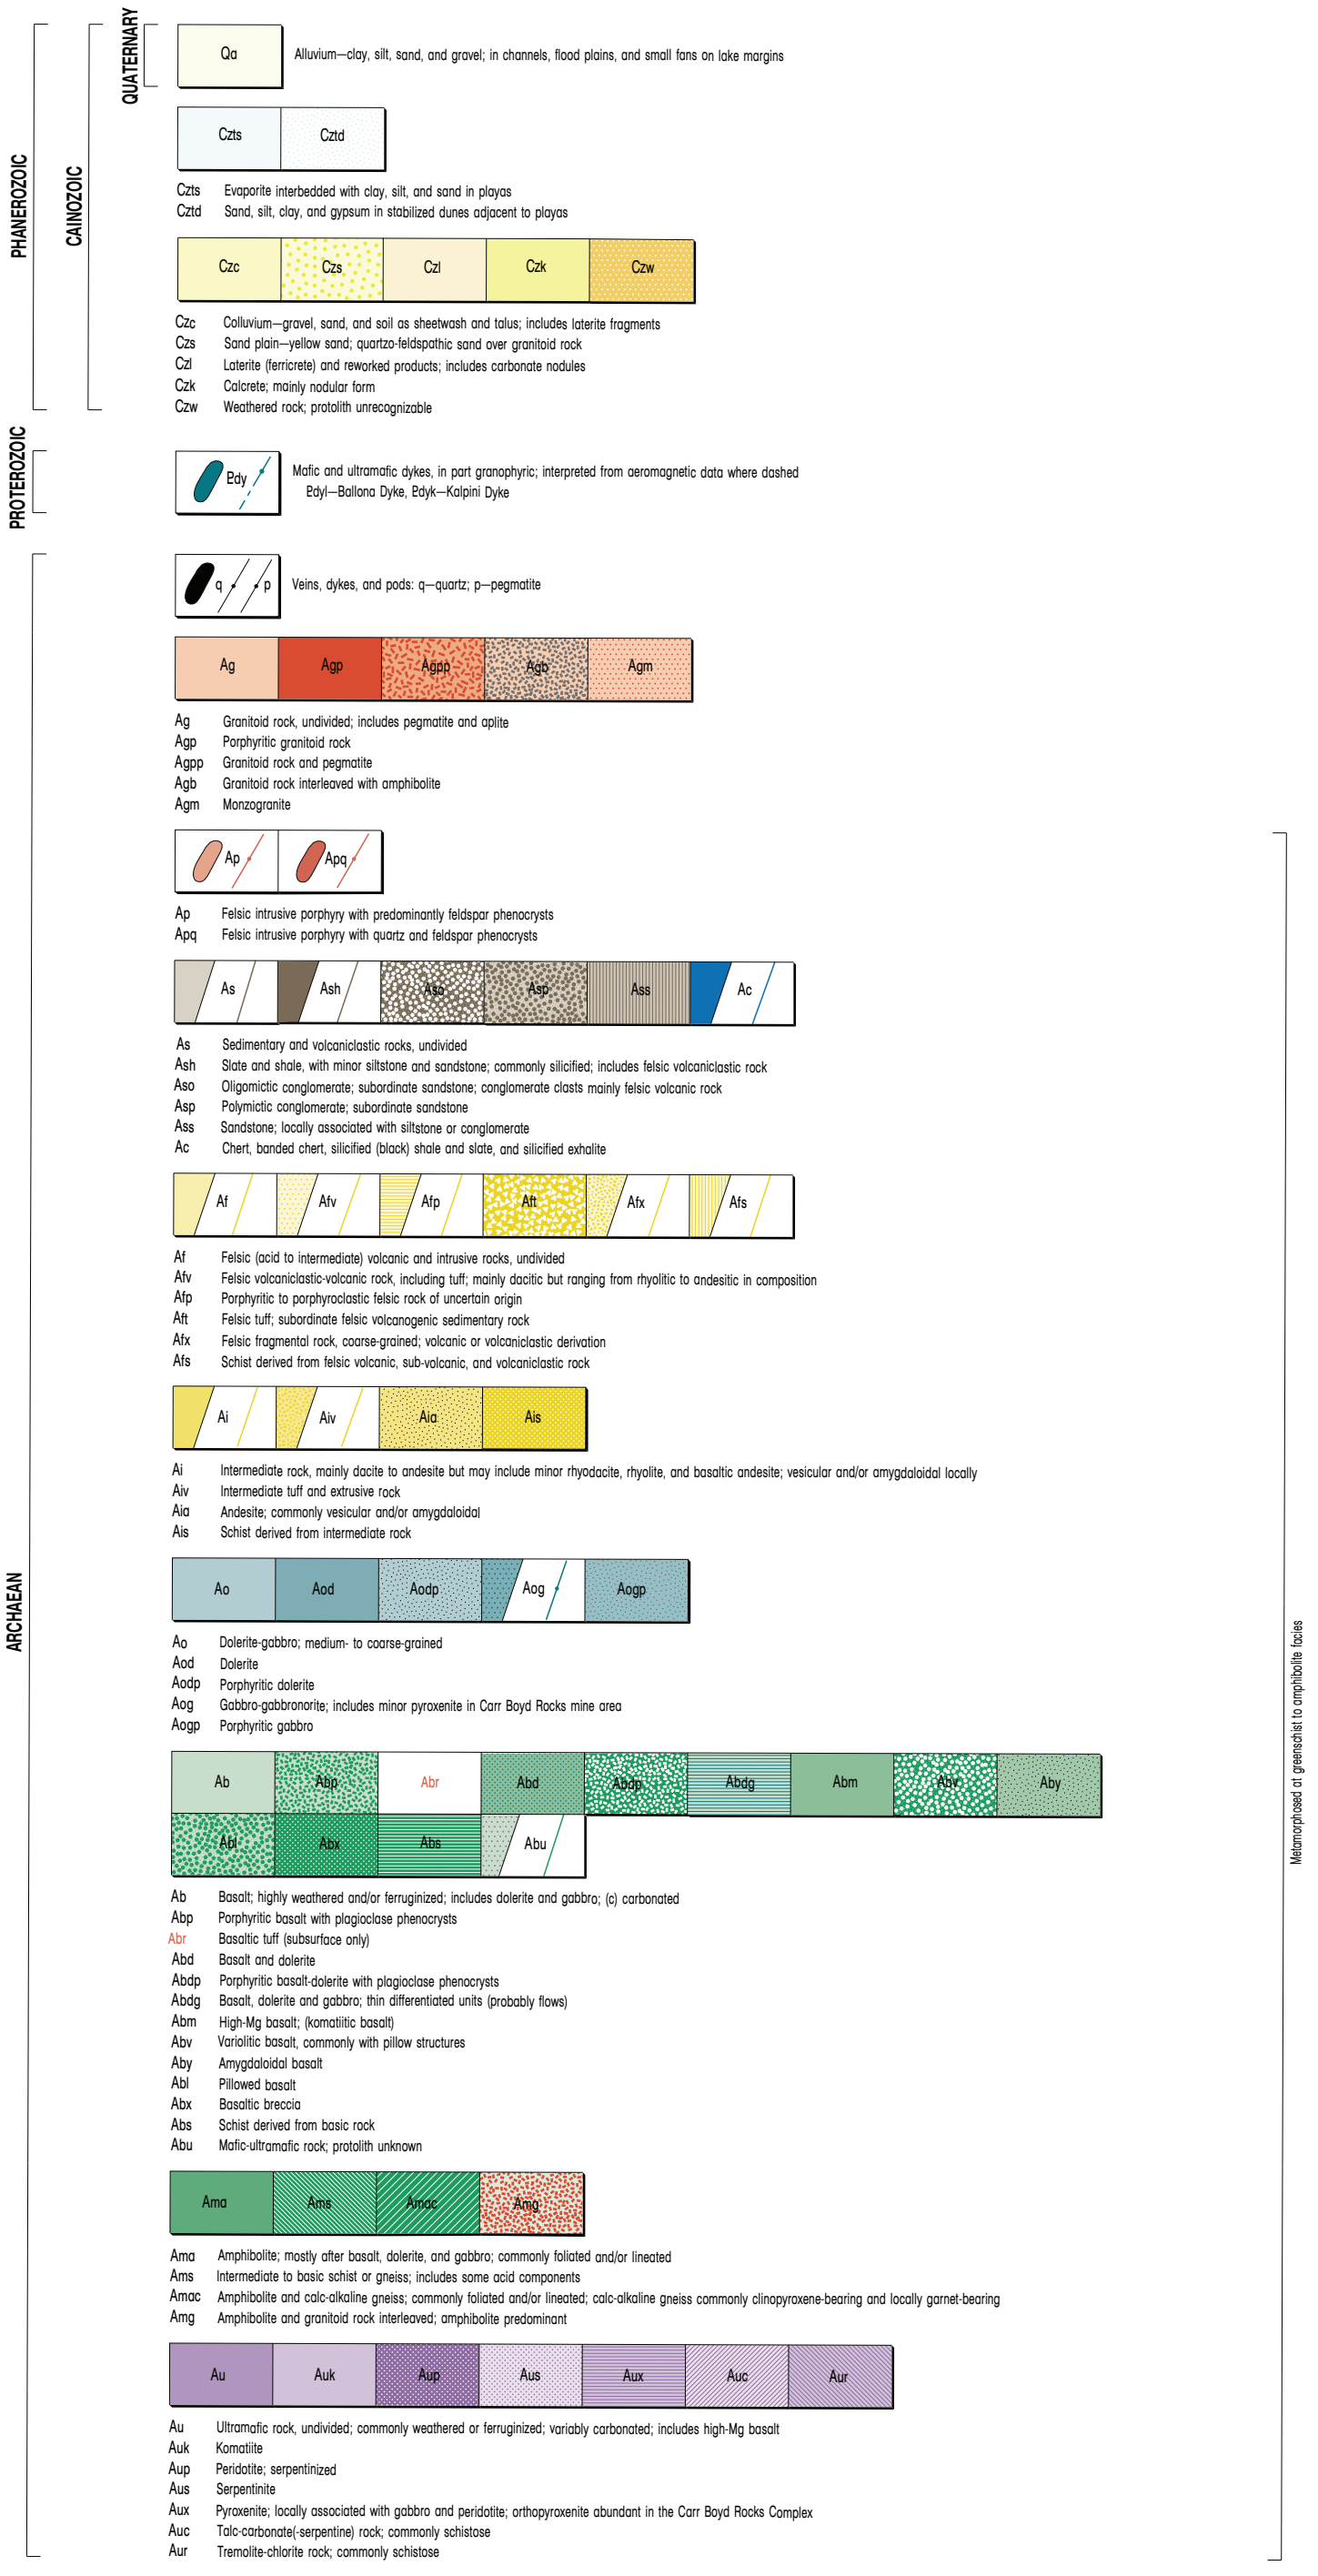 QUATERNARY
PHANEROZOIC
CAINOZOIC
Qa
Alluvium—clay, silt, sand, and gravel; in channels, flood plains, and small fans on lake margins
Czts Cztd
Czts Evaporite interbedded with clay, silt, and sand in playas
Cztd Sand, silt, clay, and gypsum in stabilized dunes adjacent to playas
Czc Czs Czl Czk Czw
Czc Colluvium—gravel, sand, and soil as sheetwash and talus; includes laterite fragments
Czs Sand plain—yellow sand; quartzo-feldspathic sand over granitoid rock
Czl Laterite (ferricrete) and reworked products; includes carbonate nodules
Czk Calcrete; mainly nodular form
Czw Weathered rock; protolith unrecognizable
PROTEROZOIC
Pdy
Mafic and ultramafic dykes, in part granophyric; interpreted from aeromagnetic data where dashed
Pdyl—Ballona Dyke, Pdyk—Kalpini Dyke
ARCHAEAN
q p
Veins, dykes, and pods: q—quartz; p—pegmatite
Ag Agp Agpp Agb Agm
Ag Granitoid rock, undivided; includes pegmatite and aplite
Agp Porphyritic granitoid rock
Agpp Granitoid rock and pegmatite
Agb Granitoid rock interleaved with amphibolite
Agm Monzogranite
Ap Apq
Ap Felsic intrusive porphyry with predominantly feldspar phenocrysts
Apq Felsic intrusive porphyry with quartz and feldspar phenocrysts
As Ash Aso Asp Ass Ac
As Sedimentary and volcaniclastic rocks, undivided
Ash Slate and shale, with minor siltstone and sandstone; commonly silicified; includes felsic volcaniclastic rock
Aso Oligomictic conglomerate; subordinate sandstone; conglomerate clasts mainly felsic volcanic rock
Asp Polymictic conglomerate; subordinate sandstone
Ass Sandstone; locally associated with siltstone or conglomerate
Ac Chert, banded chert, silicified (black) shale and slate, and silicified exhalite
Af Afv Afp Aft Afx Afs
Af Felsic (acid to intermediate) volcanic and intrusive rocks, undivided
Afv Felsic volcaniclastic-volcanic rock, including tuff; mainly dacitic but ranging from rhyolitic to andesitic in composition
Afp Porphyritic to porphyroclastic felsic rock of uncertain origin
Aft Felsic tuff; subordinate felsic volcanogenic sedimentary rock
Afx Felsic fragmental rock, coarse-grained; volcanic or volcaniclastic derivation
Afs Schist derived from felsic volcanic, sub-volcanic, and volcaniclastic rock
Ai Aiv Aia Ais
Ai Intermediate rock, mainly dacite to andesite but may include minor rhyodacite, rhyolite, and basaltic andesite; vesicular and/or amygdaloidal locally
Aiv Intermediate tuff and extrusive rock
Aia Andesite; commonly vesicular and/or amygdaloidal
Ais Schist derived from intermediate rock
Ao Aod Aodp Aog Aogp
Ao Dolerite-gabbro; medium- to coarse-grained
Aod Dolerite
Aodp Porphyritic dolerite
Aog Gabbro-gabbronorite; includes minor pyroxenite in Carr Boyd Rocks mine area
Aogp Porphyritic gabbro
Ab Abp Abr Abd Abdp Abdg Abm Abv Aby
Abl Abx Abs Abu
Ab Basalt; highly weathered and/or ferruginized; includes dolerite and gabbro; (c) carbonated
Abp Porphyritic basalt with plagioclase phenocrysts
Abr Basaltic tuff (subsurface only)
Abd Basalt and dolerite
Abdp Porphyritic basalt-dolerite with plagioclase phenocrysts
Abdg Basalt, dolerite and gabbro; thin differentiated units (probably flows)
Abm High-Mg basalt; (komatiitic basalt)
Abv Variolitic basalt, commonly with pillow structures
Aby Amygdaloidal basalt
Abl Pillowed basalt
Abx Basaltic breccia
Abs Schist derived from basic rock
Abu Mafic-ultramafic rock; protolith unknown
Ama Ams Amac Amg
Ama Amphibolite; mostly after basalt, dolerite, and gabbro; commonly foliated and/or lineated
Ams Intermediate to basic schist or gneiss; includes some acid components
Amac Amphibolite and calc-alkaline gneiss; commonly foliated and/or lineated; calc-alkaline gneiss commonly clinopyroxene-bearing and locally garnet-bearing
Amg Amphibolite and granitoid rock interleaved; amphibolite predominant
Au Auk Aup Aus Aux Auc Aur
Au Ultramafic rock, undivided; commonly weathered or ferruginized; variably carbonated; includes high-Mg basalt
Auk Komatiite
Aup Peridotite; serpentinized
Aus Serpentinite
Aux Pyroxenite; locally associated with gabbro and peridotite; orthopyroxenite abundant in the Carr Boyd Rocks Complex
Auc Talc-carbonate(-serpentine) rock; commonly schistose
Aur Tremolite-chlorite rock; commonly schistose
Metamorphosed at greenschist to amphibolite facies